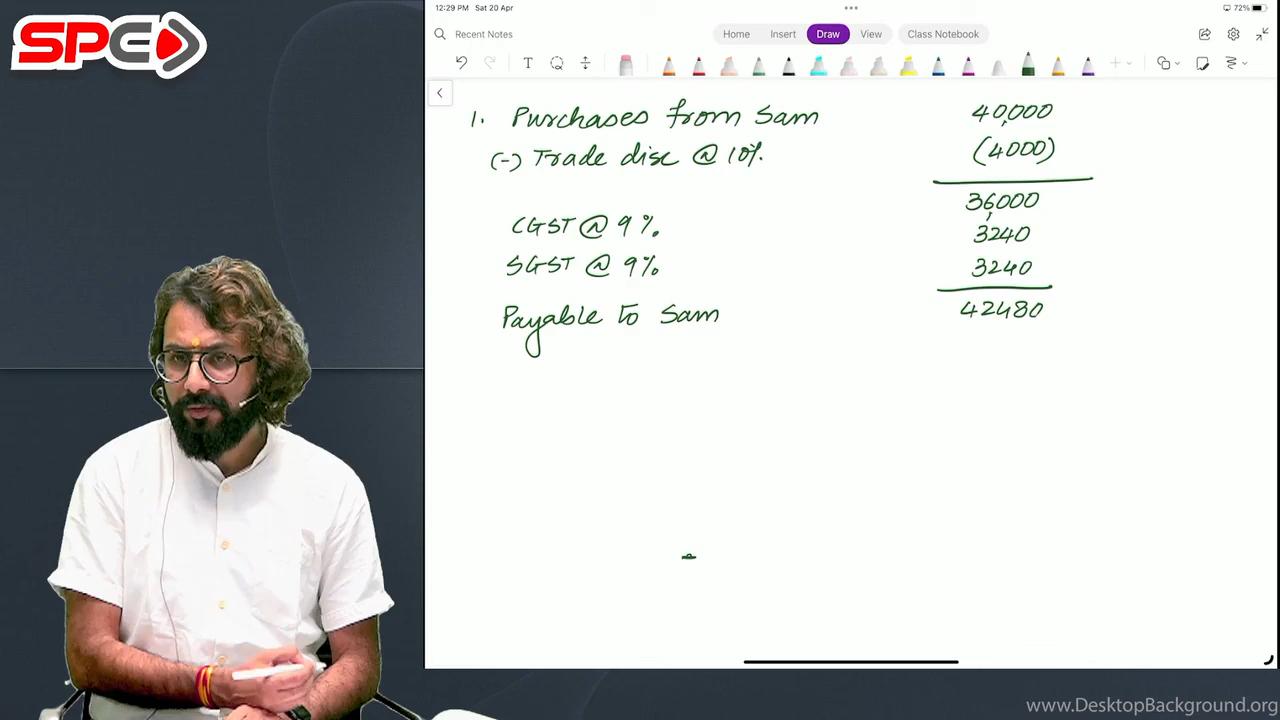 SPC
12:29 PM Sat 20 Apr
72%
Recent Notes
Home Insert Draw View Class Notebook
T
1. Purchases from Sam 40,000
(-) Trade disc @ 10%. (4000)
36000
CGST @ 9%. 3240
SGST @ 9% 3240
Payable to Sam 42480
www.DesktopBackground.org